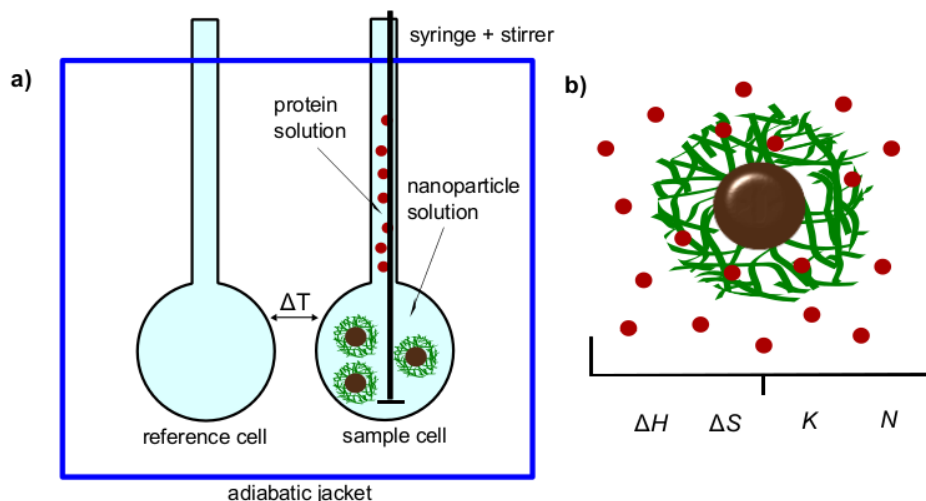 a)
syringe + stirrer
protein
solution
nanoparticle
solution
ΔT
reference cell
sample cell
adiabatic jacket
b)
ΔH ΔS K N